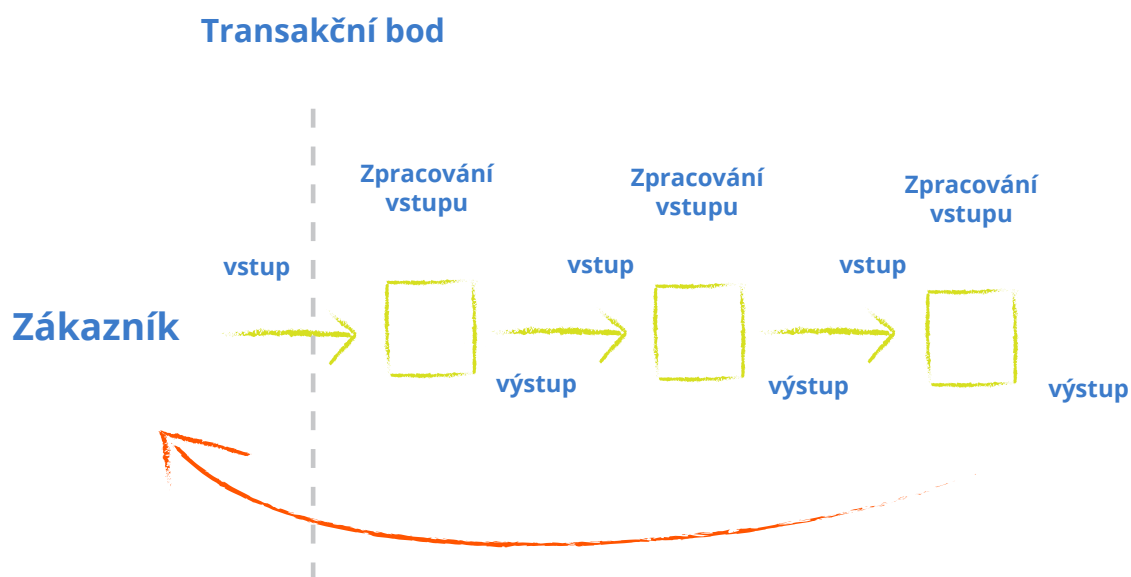 Transakční bod
Zpracování
vstupu
Zpracování
vstupu
Zpracování
vstupu
vstup
vstup
vstup
Zákazník
výstup
výstup
výstup